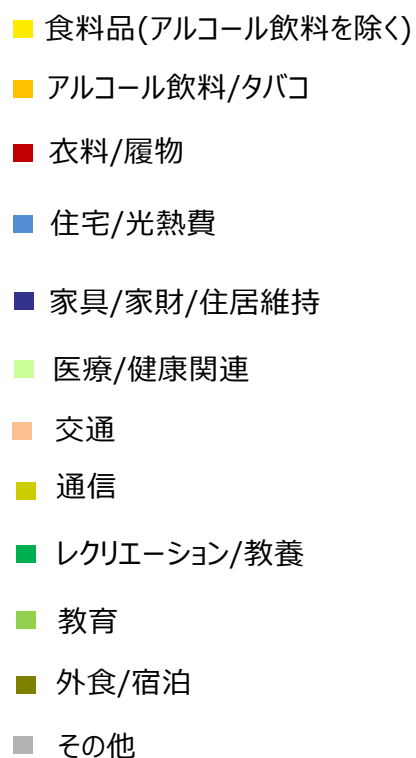 食料品(アルコール飲料を除く)
アルコール飲料/タバコ
衣料/履物
住宅/光熱費
家具/家財/住居維持
医療/健康関連
交通
通信
レクリエーション/教養
教育
外食/宿泊
その他